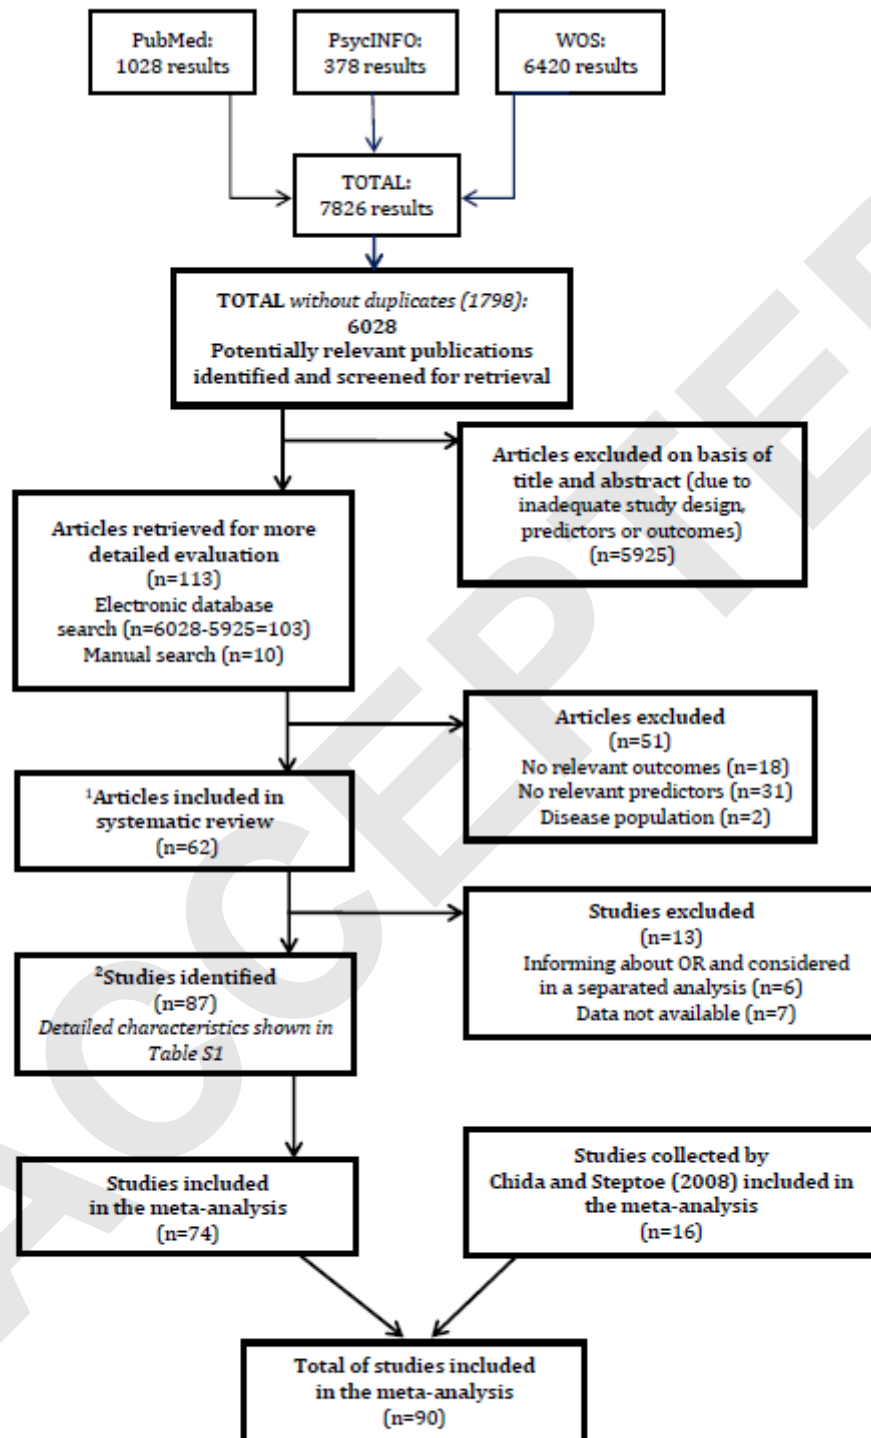 PubMed:
1028 results
PsycINFO:
378 results
WOS:
6420 results
TOTAL:
7826 results
TOTAL without duplicates (1798):
6028
Potentially relevant publications
identified and screened for retrieval
Articles excluded on basis of
title and abstract (due to
inadequate study design,
predictors or outcomes)
(n=5925)
Articles retrieved for more
detailed evaluation
(n=113)
Electronic database
search (n=6028-5925=103)
Manual search (n=10)
Articles excluded
(n=51)
No relevant outcomes (n=18)
No relevant predictors (n=31)
Disease population (n=2)
¹Articles included in
systematic review
(n=62)
Studies excluded
(n=13)
Informing about OR and considered
in a separated analysis (n=6)
Data not available (n=7)
²Studies identified
(n=87)
Detailed characteristics shown in
Table S1
Studies included
in the meta-analysis
(n=74)
Studies collected by
Chida and Steptoe (2008) included in
the meta-analysis
(n=16)
Total of studies included
in the meta-analysis
(n=90)
ACCEPTE